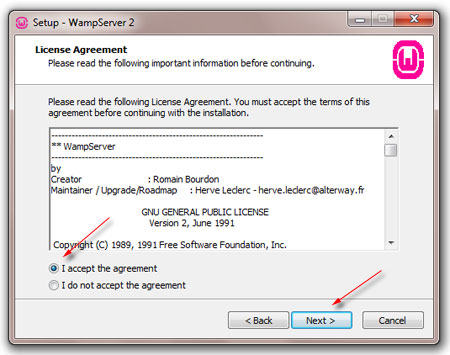 Setup - WampServer 2
License Agreement
Please read the following important information before continuing.
Please read the following License Agreement. You must accept the terms of this
agreement before continuing with the installation.
------------------------------------------------------------
** WampServer
------------------------------------------------------------
by
Creator : Romain Bourdon
Maintainer / Upgrade/Roadmap : Herve Leclerc - herve.leclerc@alterway.fr
GNU GENERAL PUBLIC LICENSE
Version 2, June 1991
Copyright (C) 1989, 1991 Free Software Foundation, Inc.
I accept the agreement
I do not accept the agreement
< Back
Next >
Cancel